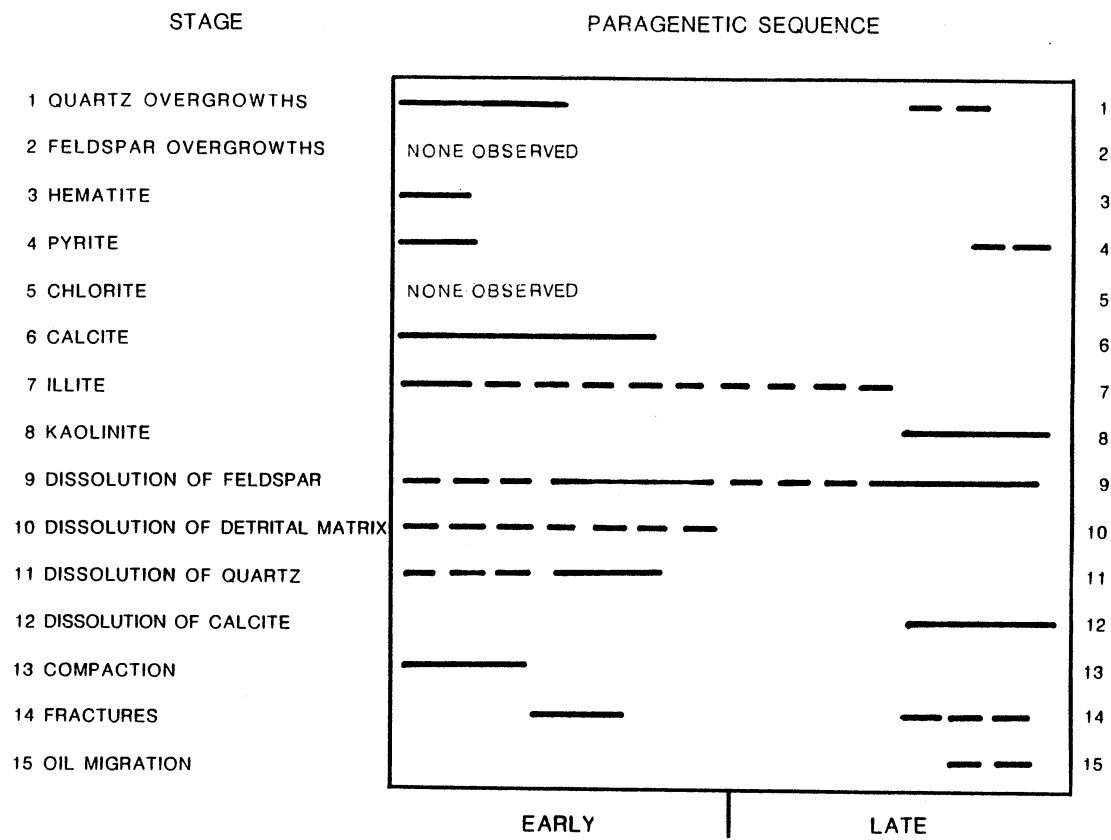 STAGE PARAGENETIC SEQUENCE
1 QUARTZ OVERGROWTHS 1
2 FELDSPAR OVERGROWTHS NONE OBSERVED 2
3 HEMATITE 3
4 PYRITE 4
5 CHLORITE NONE OBSERVED 5
6 CALCITE 6
7 ILLITE 7
8 KAOLINITE 8
9 DISSOLUTION OF FELDSPAR 9
10 DISSOLUTION OF DETRITAL MATRIX 10
11 DISSOLUTION OF QUARTZ 11
12 DISSOLUTION OF CALCITE 12
13 COMPACTION 13
14 FRACTURES 14
15 OIL MIGRATION 15
EARLY LATE